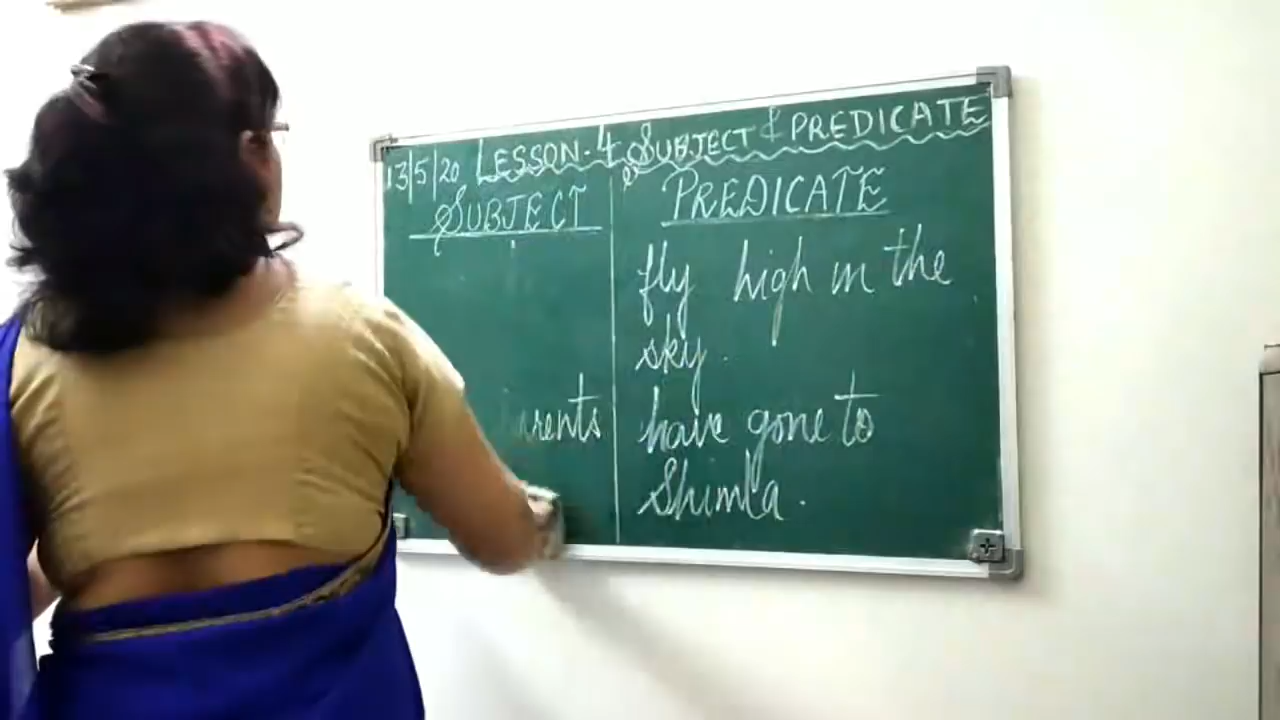 13/5/20 LESSON-4 SUBJECT & PREDICATE
SUBJECT PREDICATE
fly high in the
sky.
have gone to
Shimla.